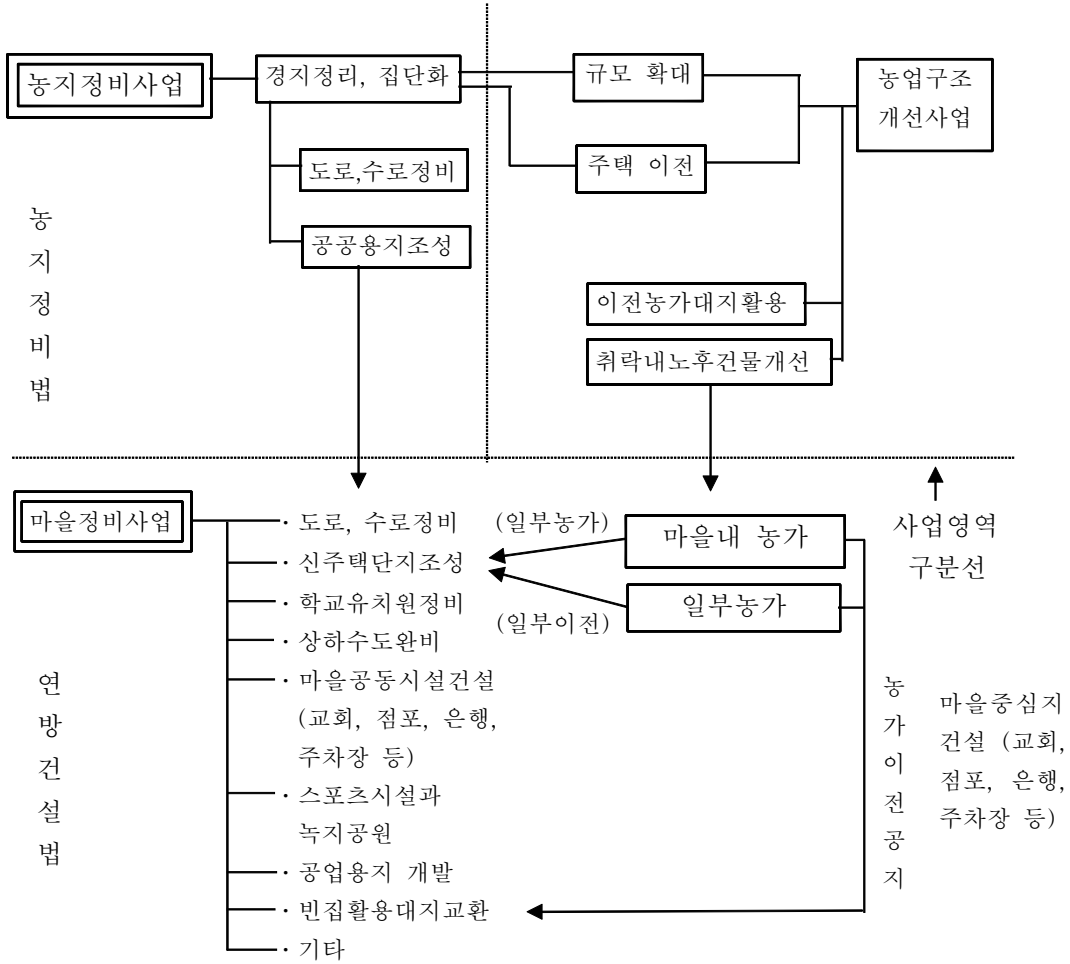 농지정비사업
경지정리, 집단화
규모 확대
농업구조
개선사업
도로,수로정비
주택 이전
공공용지조성
농
지
정
비
법
이전농가대지활용
취락내노후건물개선
마을정비사업
· 도로, 수로정비
(일부농가)
마을내 농가
사업영역
구분선
· 신주택단지조성
· 학교유치원정비
(일부이전)
일부농가
· 상하수도완비
· 마을공동시설건설
(교회, 점포, 은행,
주차장 등)
· 스포츠시설과
녹지공원
· 공업용지 개발
· 빈집활용대지교환
· 기타
연
방
건
설
법
농
가
이
전
공
지
마을중심지
건설 (교회,
점포, 은행,
주차장 등)